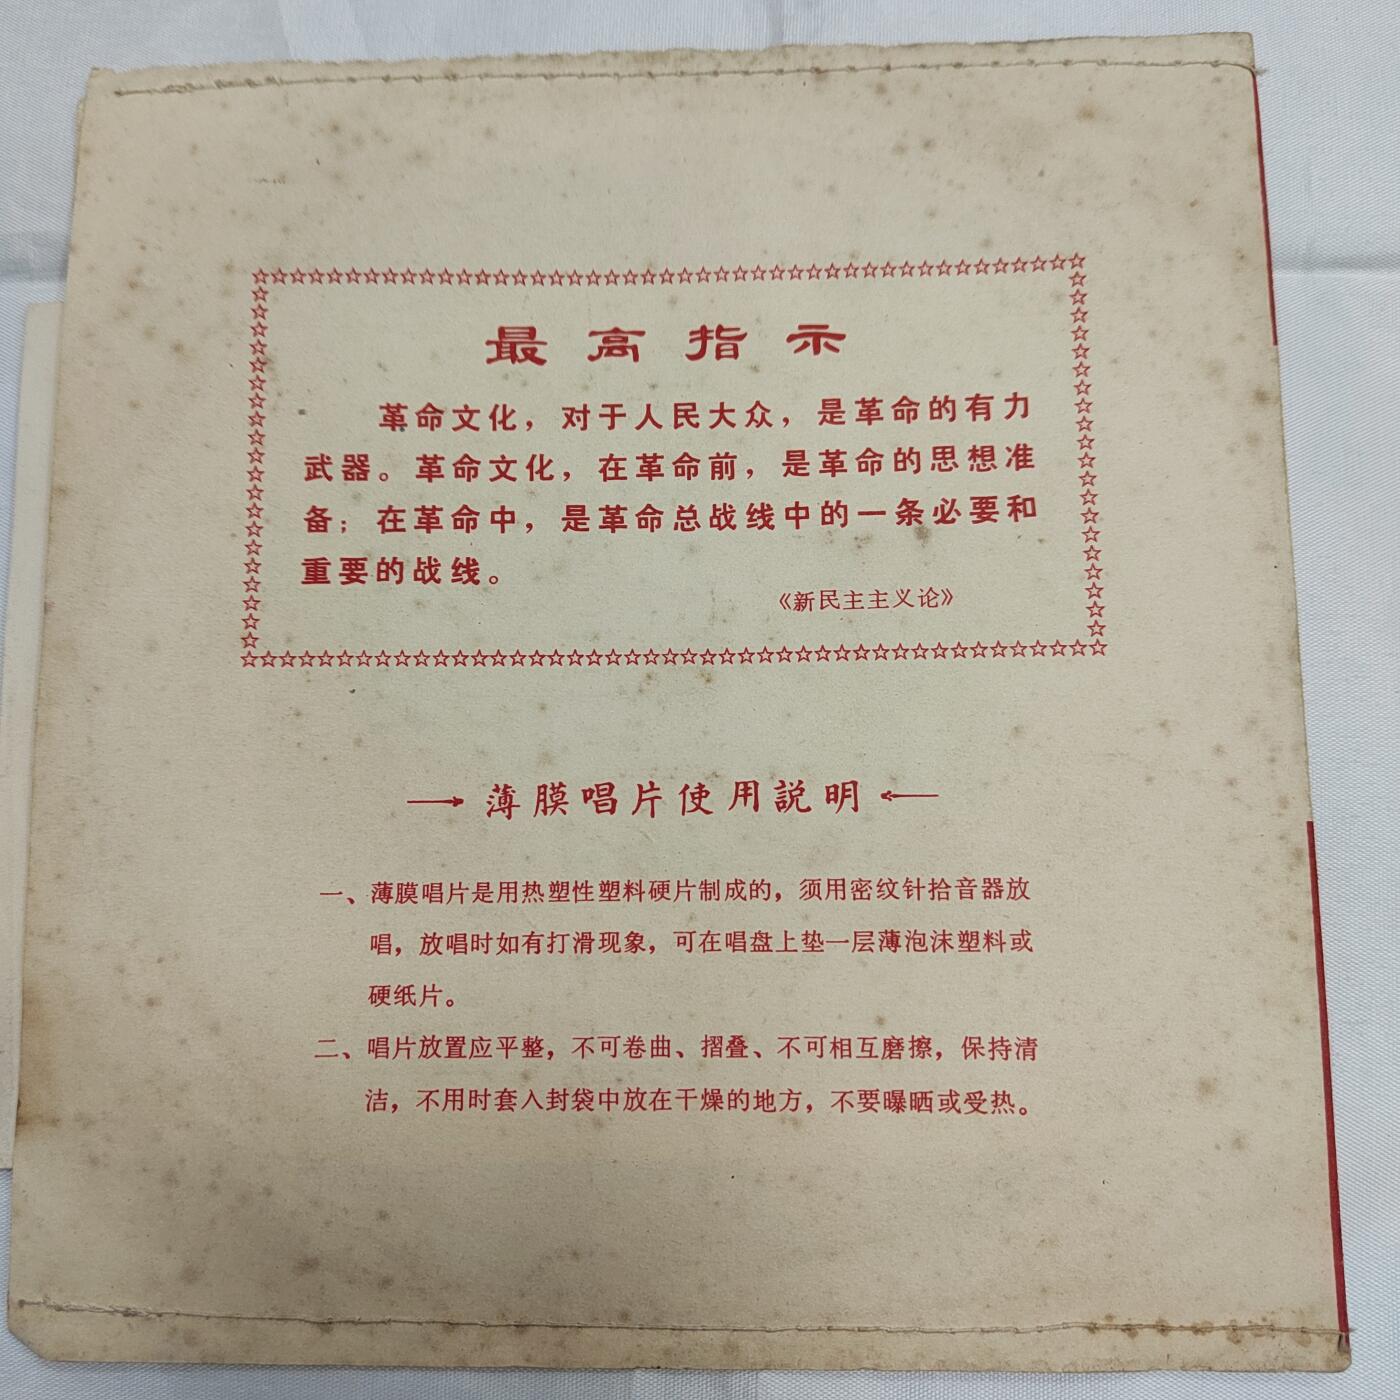 最高指示
革命文化，对于人民大众，是革命的有力
武器。革命文化，在革命前，是革命的思想准
备；在革命中，是革命总战线中的一条必要和
重要的战线。
《新民主主义论》
薄膜唱片使用説明
一、薄膜唱片是用热塑性塑料硬片制成的，须用密纹针拾音器放
唱，放唱时如有打滑现象，可在唱盘上垫一层薄泡沫塑料或
硬纸片。
二、唱片放置应平整，不可卷曲、摺叠、不可相互磨擦，保持清
洁，不用时套入封袋中放在干燥的地方，不要曝晒或受热。